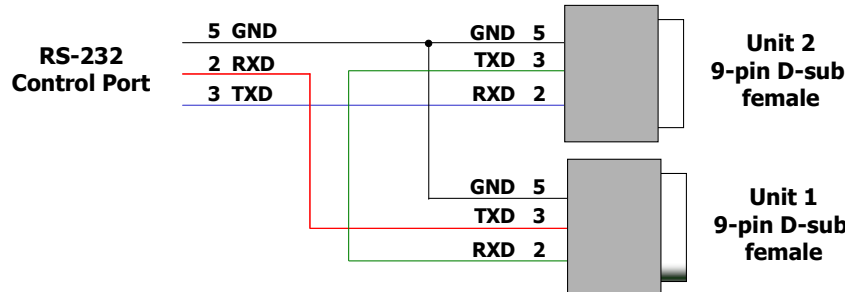 RS-232
Control Port
5 GND
2 RXD
3 TXD
GND 5
TXD 3
RXD 2
Unit 2
9-pin D-sub
female
GND 5
TXD 3
RXD 2
Unit 1
9-pin D-sub
female